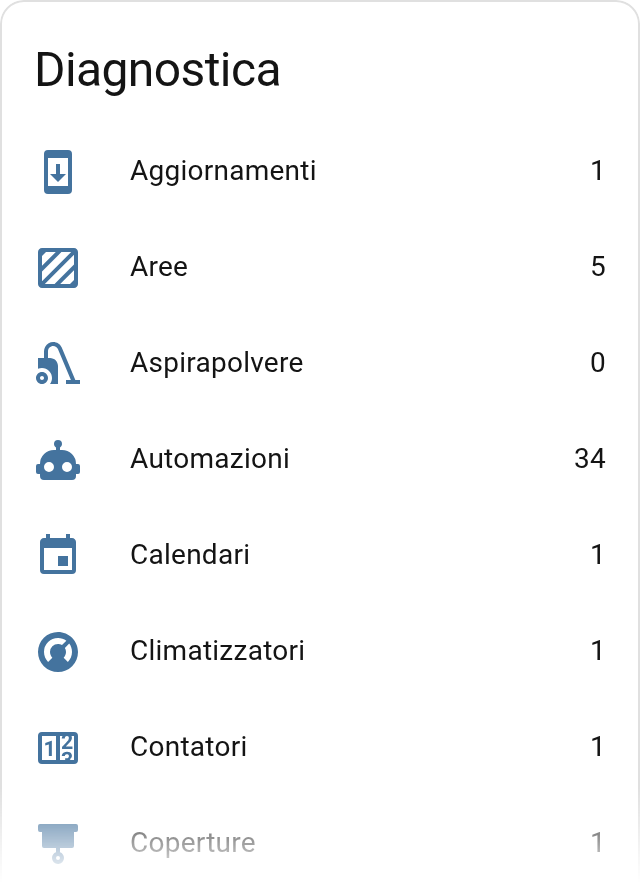 Diagnostica
Aggiornamenti 1
Aree 5
Aspirapolvere 0
Automazioni 34
Calendari 1
Climatizzatori 1
Contatori 1
Coperture 1